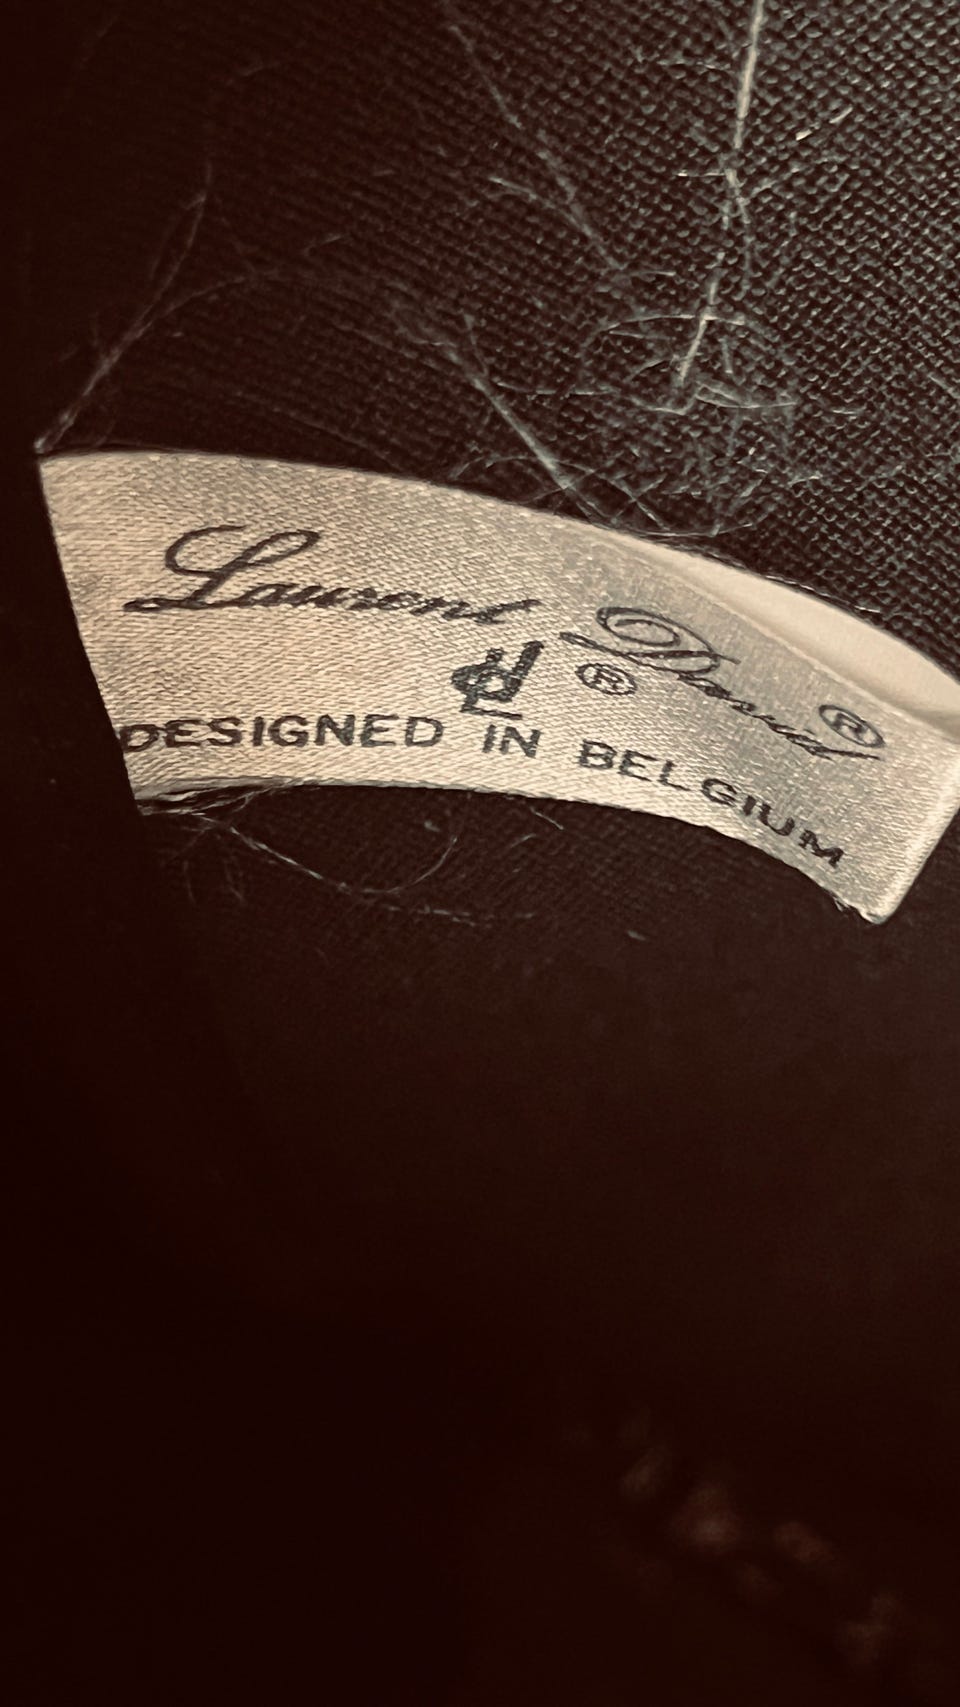 Laurent David ®
®
DESIGNED IN BELGIUM